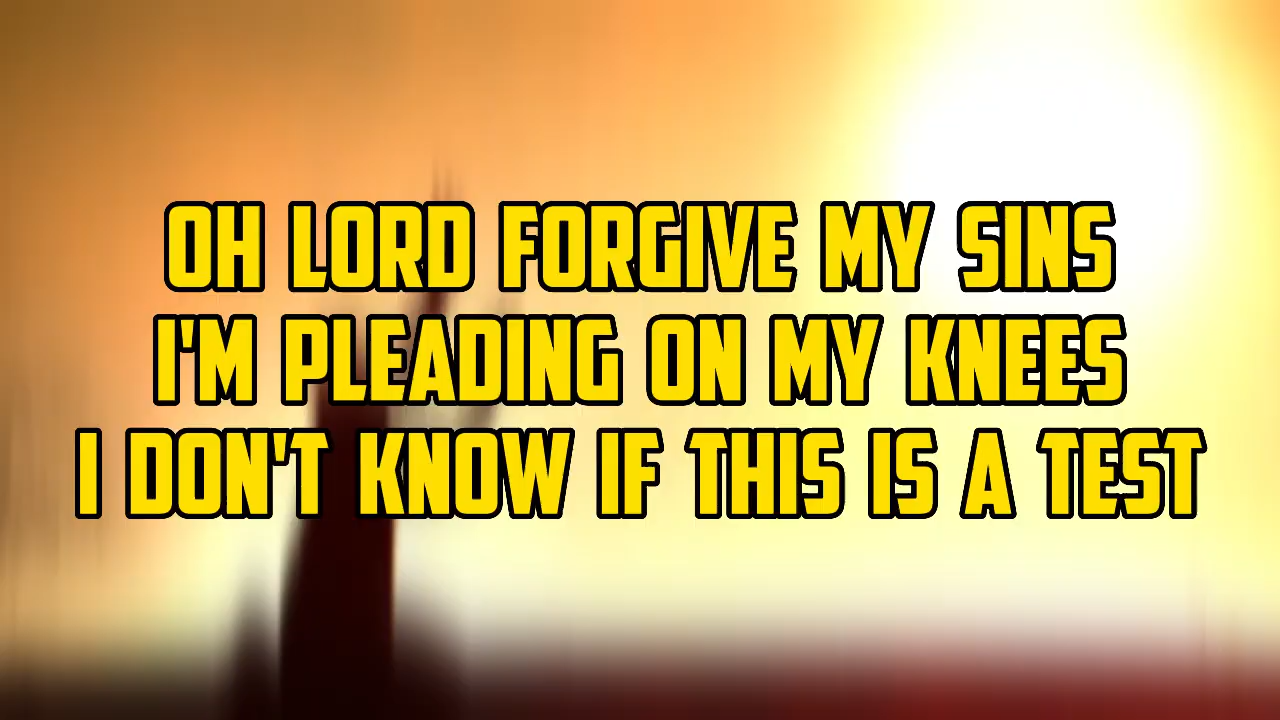 OH LORD FORGIVE MY SINS
I'M PLEADING ON MY KNEES
I DON'T KNOW IF THIS IS A TEST